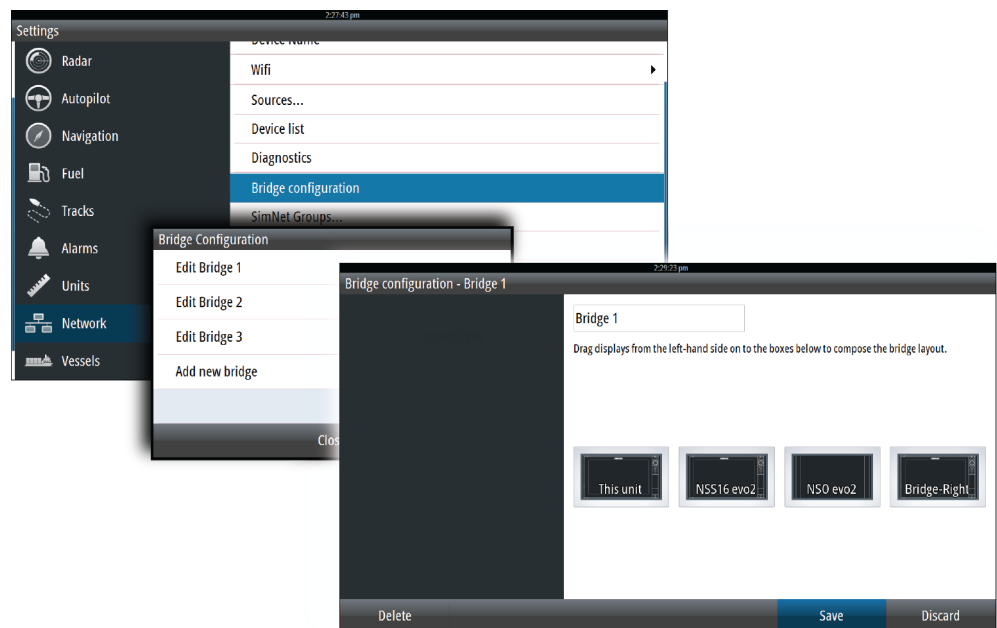 2:27:43 pm
Settings
Radar
Autopilot
Navigation
Fuel
Tracks
Alarms
Units
Network
Vessels
Device Name
Wifi
Sources...
Device list
Diagnostics
Bridge configuration
SimNet Groups...
Bridge Configuration
Edit Bridge 1
Edit Bridge 2
Edit Bridge 3
Add new bridge
Clos
2:29:23 pm
Bridge configuration - Bridge 1
Bridge 1
Drag displays from the left-hand side on to the boxes below to compose the bridge layout.
This unit
NSS16 evo2
NSO evo2
Bridge-Right
Delete
Save
Discard